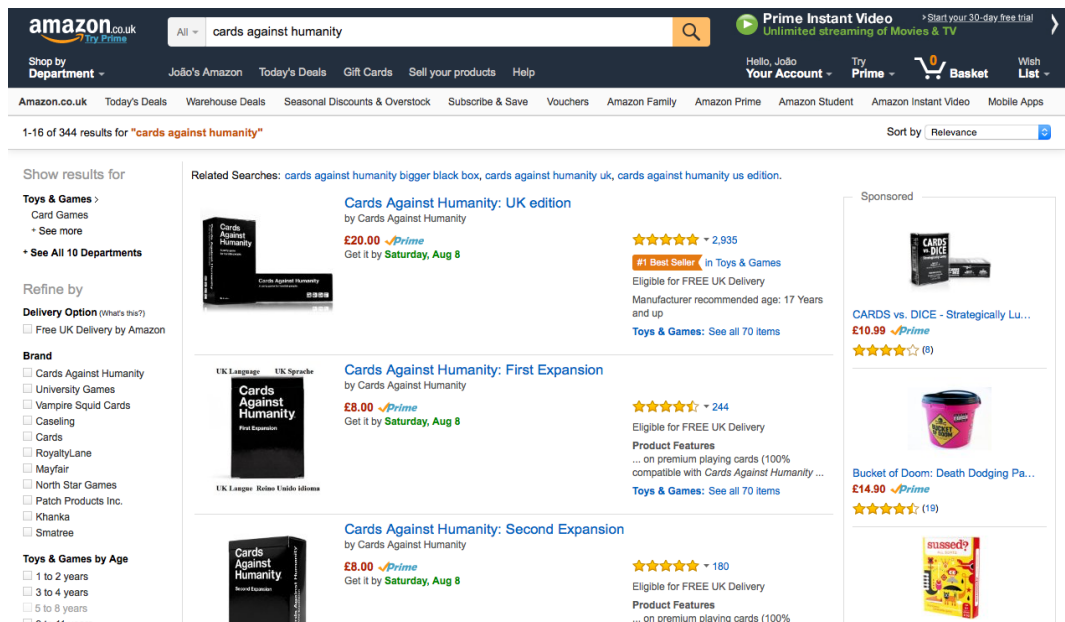 amazon.co.uk
Try Prime
All
cards against humanity
Prime Instant Video
Unlimited streaming of Movies & TV
›Start your 30-day free trial
Shop by
Department
João's Amazon Today's Deals Gift Cards Sell your products Help
Hello, João
Your Account
Try
Prime
0
Basket
Wish
List
Amazon.co.uk Today's Deals Warehouse Deals Seasonal Discounts & Overstock Subscribe & Save Vouchers Amazon Family Amazon Prime Amazon Student Amazon Instant Video Mobile Apps
1-16 of 344 results for "cards against humanity"
Sort by Relevance
Show results for
Toys & Games ›
Card Games
+ See more
+ See All 10 Departments
Refine by
Delivery Option (What's this?)
Free UK Delivery by Amazon
Brand
Cards Against Humanity
University Games
Vampire Squid Cards
Caseling
Cards
RoyaltyLane
Mayfair
North Star Games
Patch Products Inc.
Khanka
Smatree
Toys & Games by Age
1 to 2 years
3 to 4 years
5 to 8 years
Related Searches: cards against humanity bigger black box, cards against humanity uk, cards against humanity us edition.
Cards
Against
Humanity
Cards Against Humanity
Cards Against Humanity: UK edition
by Cards Against Humanity
£20.00 Prime
Get it by Saturday, Aug 8
2,935
#1 Best Seller in Toys & Games
Eligible for FREE UK Delivery
Manufacturer recommended age: 17 Years
and up
Toys & Games: See all 70 items
UK Language UK Sprache
Cards
Against
Humanity
First Expansion
UK Langue Reino Unido idioma
Cards Against Humanity: First Expansion
by Cards Against Humanity
£8.00 Prime
Get it by Saturday, Aug 8
244
Eligible for FREE UK Delivery
Product Features
... on premium playing cards (100%
compatible with Cards Against Humanity ...
Toys & Games: See all 70 items
Cards
Against
Humanity
Second Expansion
Cards Against Humanity: Second Expansion
by Cards Against Humanity
£8.00 Prime
Get it by Saturday, Aug 8
180
Eligible for FREE UK Delivery
Product Features
... on premium playing cards (100%
Sponsored
CARDS
vs. DICE
CARDS vs. DICE - Strategically Lu...
£10.99 Prime
(8)
BUCKET
OF DOOM
Bucket of Doom: Death Dodging Pa...
£14.90 Prime
(19)
sussed?